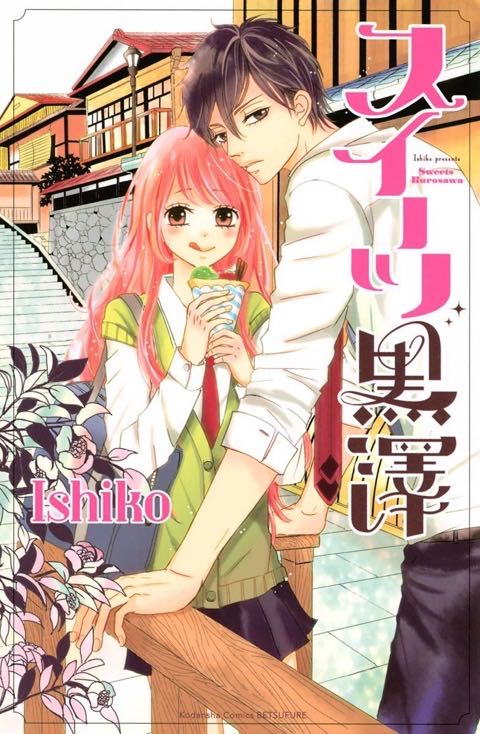 スイーツ
黒澤
Ishiko presents
Sweets
Kurosawa
Ishiko
Kodansha Comics BETSUFURE